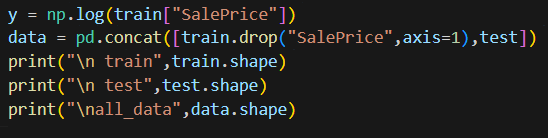 y = np.log(train["SalePrice"])
data = pd.concat([train.drop("SalePrice",axis=1),test])
print("\n train",train.shape)
print("\n test",test.shape)
print("\nall_data",data.shape)